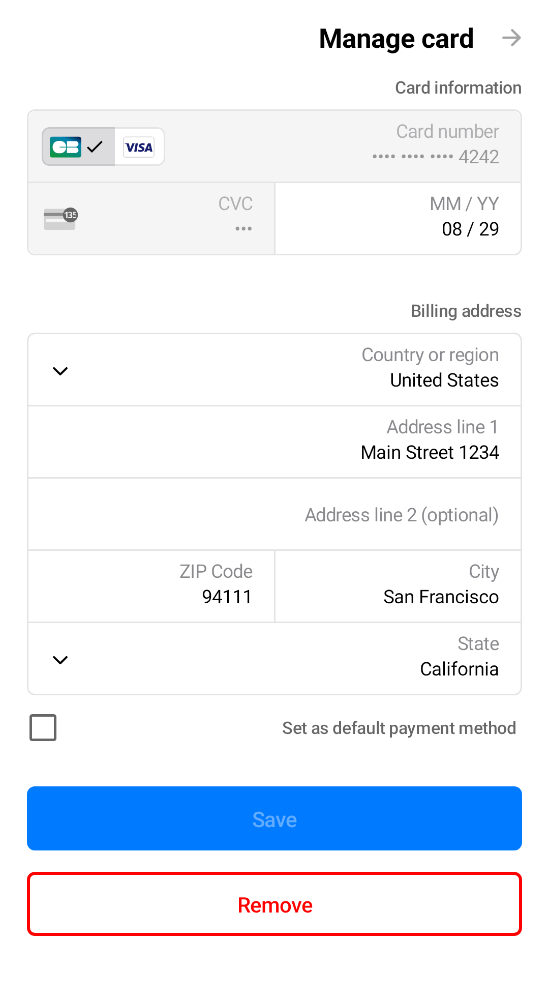 Manage card
Card information
Card number
VISA
•••• •••• •••• 4242
MM / YY
08 / 29
CVC
•••
135
Billing address
Country or region
United States
Address line 1
Main Street 1234
Address line 2 (optional)
City
San Francisco
ZIP Code
94111
State
California
Set as default payment method
Save
Remove